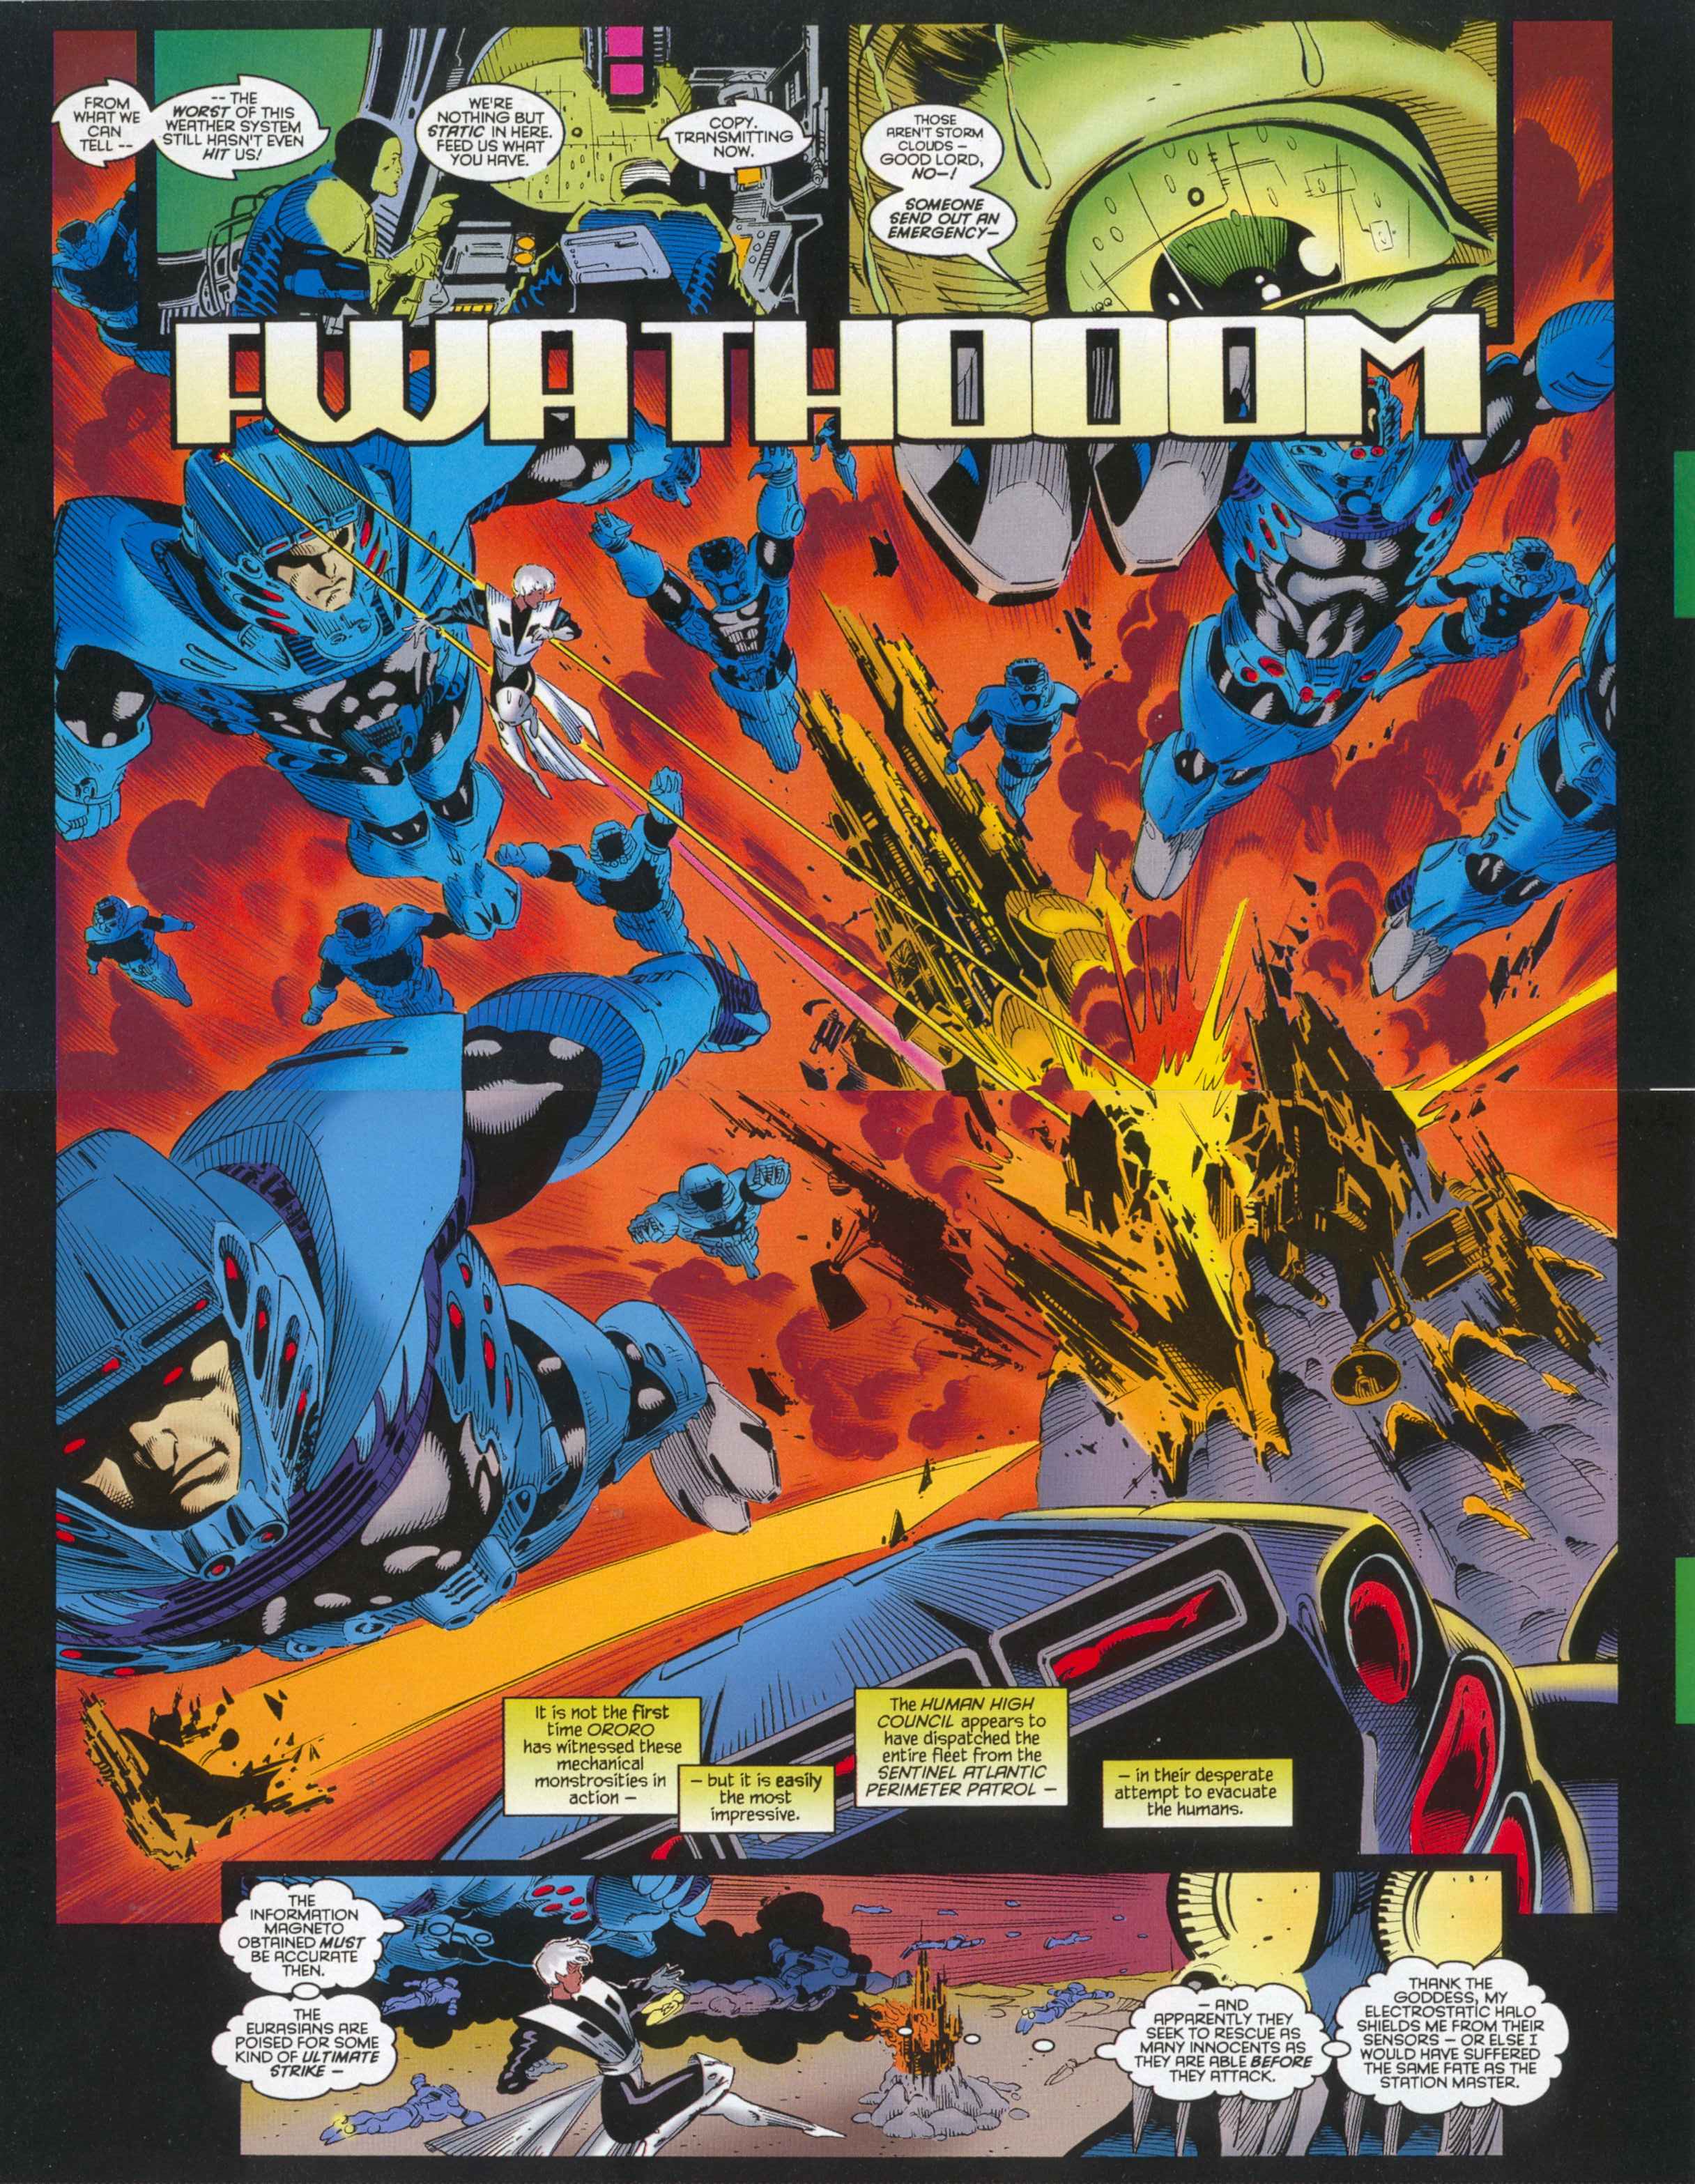 FROM
WHAT WE
CAN
TELL --
-- THE
WORST OF THIS
WEATHER SYSTEM
STILL HASN'T EVEN
HIT US!
WE'RE
NOTHING BUT
STATIC IN HERE.
FEED US WHAT
YOU HAVE.
COPY.
TRANSMITTING
NOW.
THOSE
AREN'T STORM
CLOUDS –
GOOD LORD,
NO–!
SOMEONE
SEND OUT AN
EMERGENCY–
FWATHOOOM
It is not the first
time ORORO
has witnessed these
mechanical
monstrosities in
action –
– but it is easily
the most
impressive.
The HUMAN HIGH
COUNCIL appears to
have dispatched the
entire fleet from the
SENTINEL ATLANTIC
PERIMETER PATROL –
– in their desperate
attempt to evacuate
the humans.
THE
INFORMATION
MAGNETO
OBTAINED MUST
BE ACCURATE
THEN.
THE
EURASIANS ARE
POISED FOR SOME
KIND OF ULTIMATE
STRIKE –
– AND
APPARENTLY THEY
SEEK TO RESCUE AS
MANY INNOCENTS AS
THEY ARE ABLE BEFORE
THEY ATTACK.
THANK THE
GODDESS, MY
ELECTROSTATIC HALO
SHIELDS ME FROM THEIR
SENSORS – OR ELSE I
WOULD HAVE SUFFERED
THE SAME FATE AS THE
STATION MASTER.